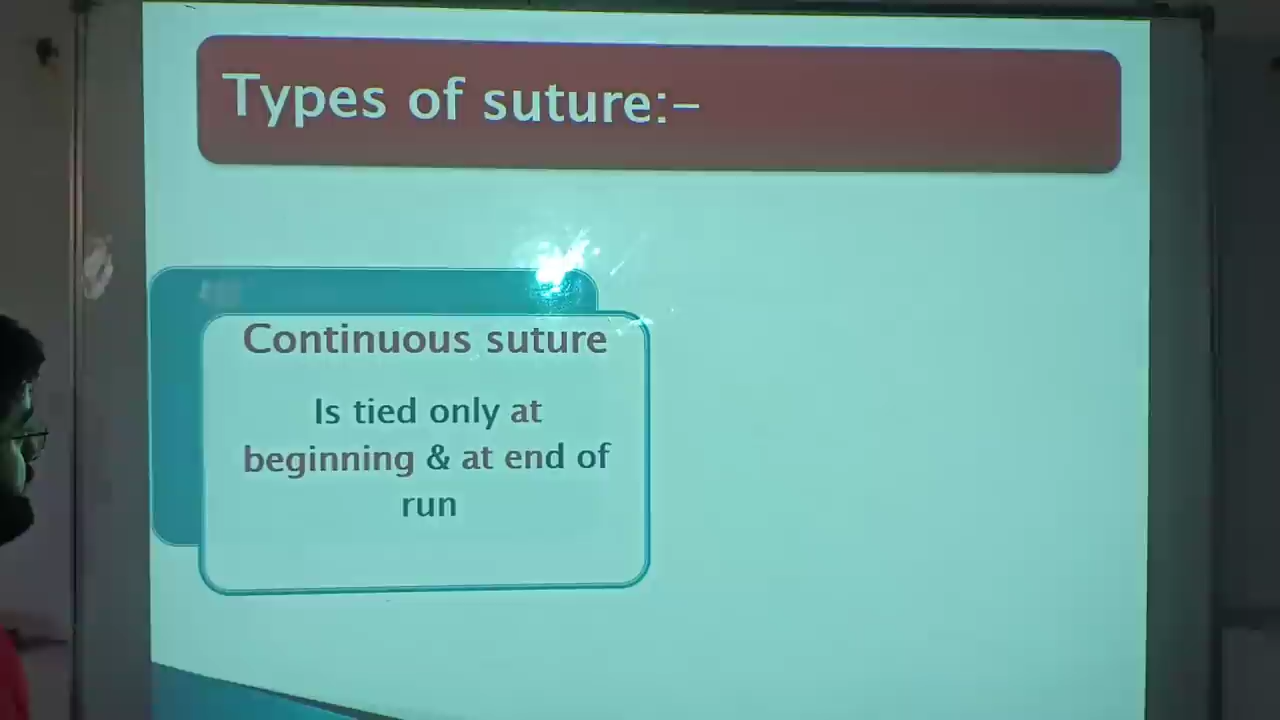 Types of suture:–
Continuous suture
Is tied only at
beginning & at end of
run